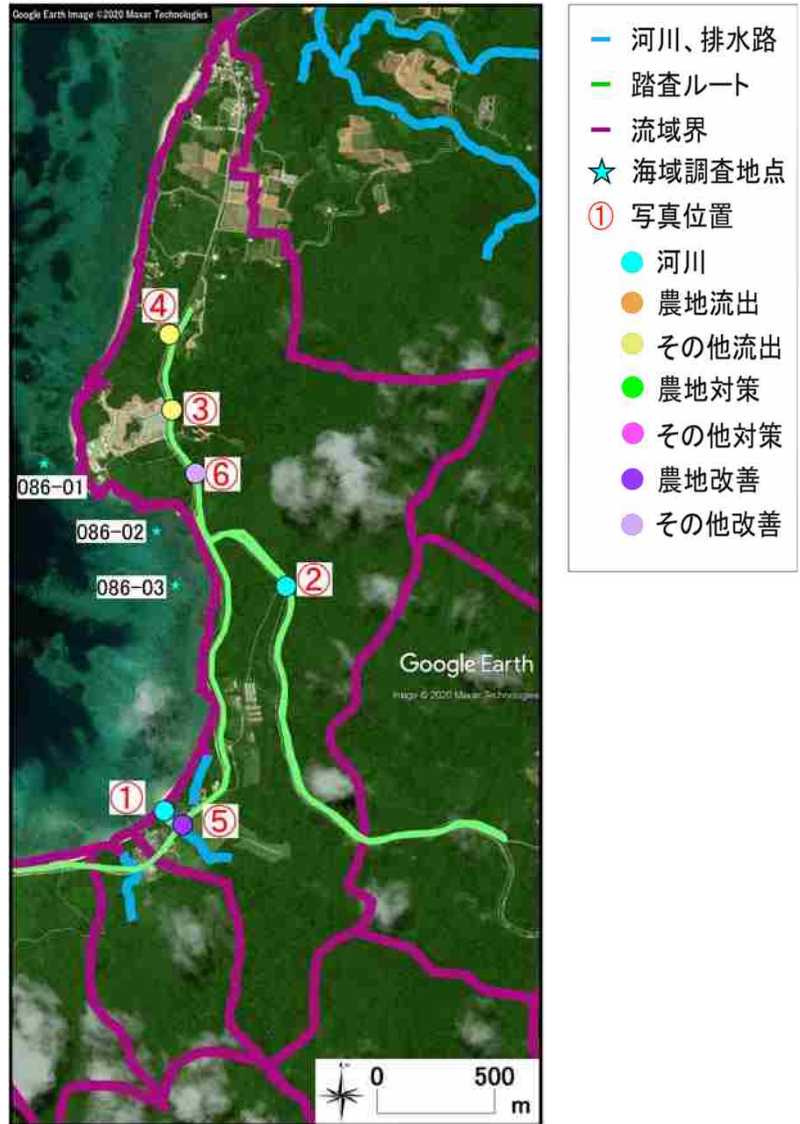 Google Earth Image ©2020 Maxar Technologies
河川、排水路
踏査ルート
流域界
海域調査地点
① 写真位置
河川
農地流出
その他流出
農地対策
その他対策
農地改善
その他改善
④
③
⑥
086-01
086-02
086-03
②
Google Earth
Image © 2020 Maxar Technologies
①
⑤
0 500
m